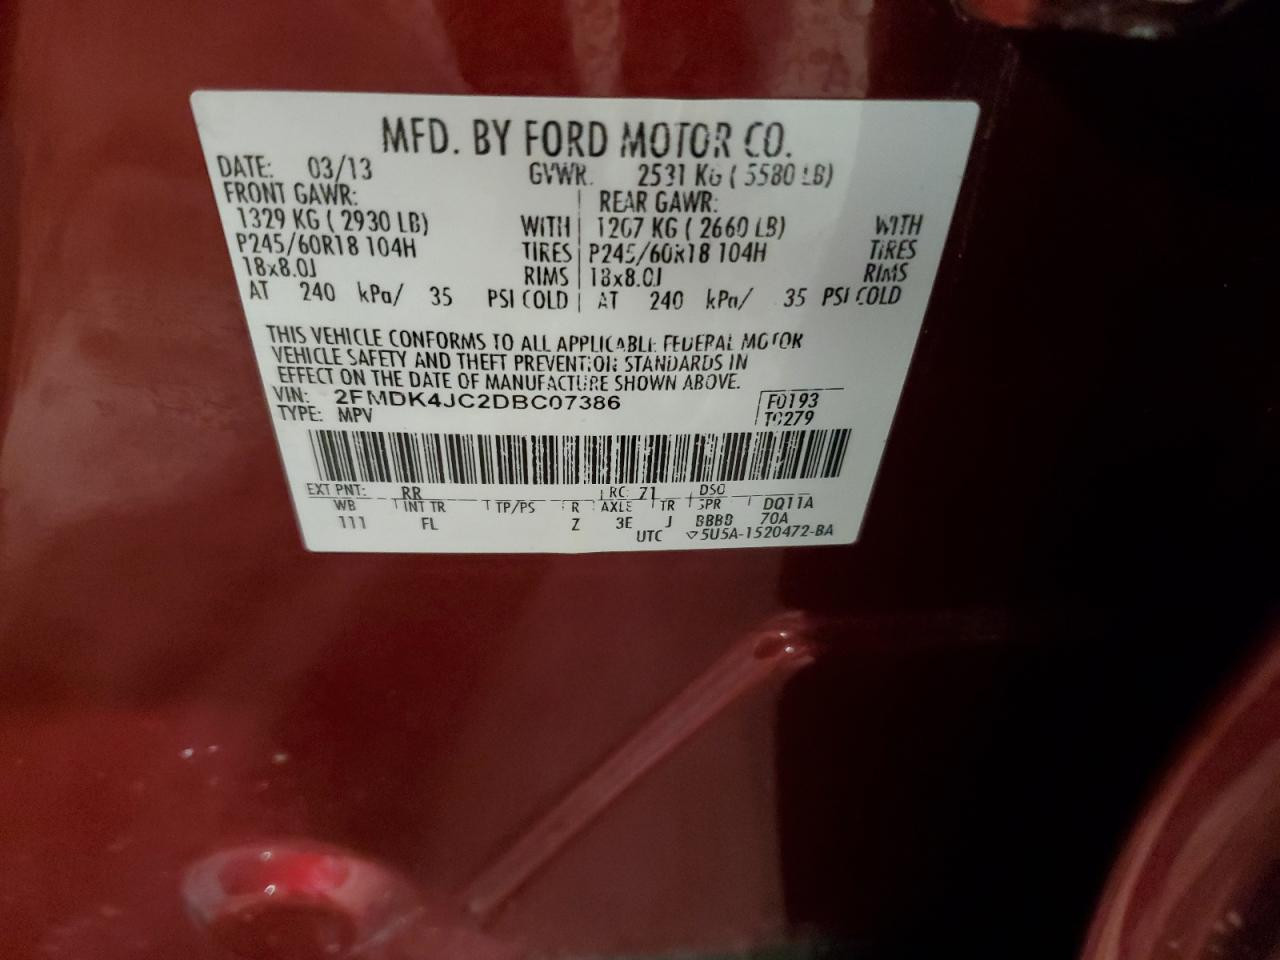 MFD. BY FORD MOTOR CO.
DATE: 03/13 GVWR: 2531 KG ( 5580 LB)
FRONT GAWR: REAR GAWR:
1329 KG ( 2930 LB) WITH 1207 KG ( 2660 LB) WITH
P245/60R18 104H TIRES P245/60R18 104H TIRES
18x8.0J RIMS 18x8.0J RIMS
AT 240 kPa/ 35 PSI COLD AT 240 kPa/ 35 PSI COLD
THIS VEHICLE CONFORMS TO ALL APPLICABLE FEDERAL MOTOR
VEHICLE SAFETY AND THEFT PREVENTION STANDARDS IN
EFFECT ON THE DATE OF MANUFACTURE SHOWN ABOVE.
VIN: 2FMDK4JC2DBC07386 F0193
TYPE: MPV T0279
EXT PNT: RR RC: 71 DSO
WB INT TR TP/PS R AXLE TR SPR DQ11A
111 FL Z 3E J BBBB 70A
UTC ▽5U5A-1520472-BA